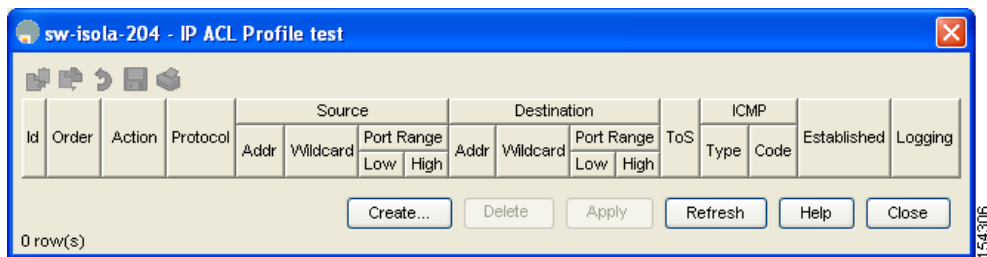 sw-isola-204 - IP ACL Profile test
Source Destination ICMP
Id Order Action Protocol Addr Wildcard Port Range Addr Wildcard Port Range ToS Type Code Established Logging
Low High Low High
Create... Delete Apply Refresh Help Close
0 row(s)
154306